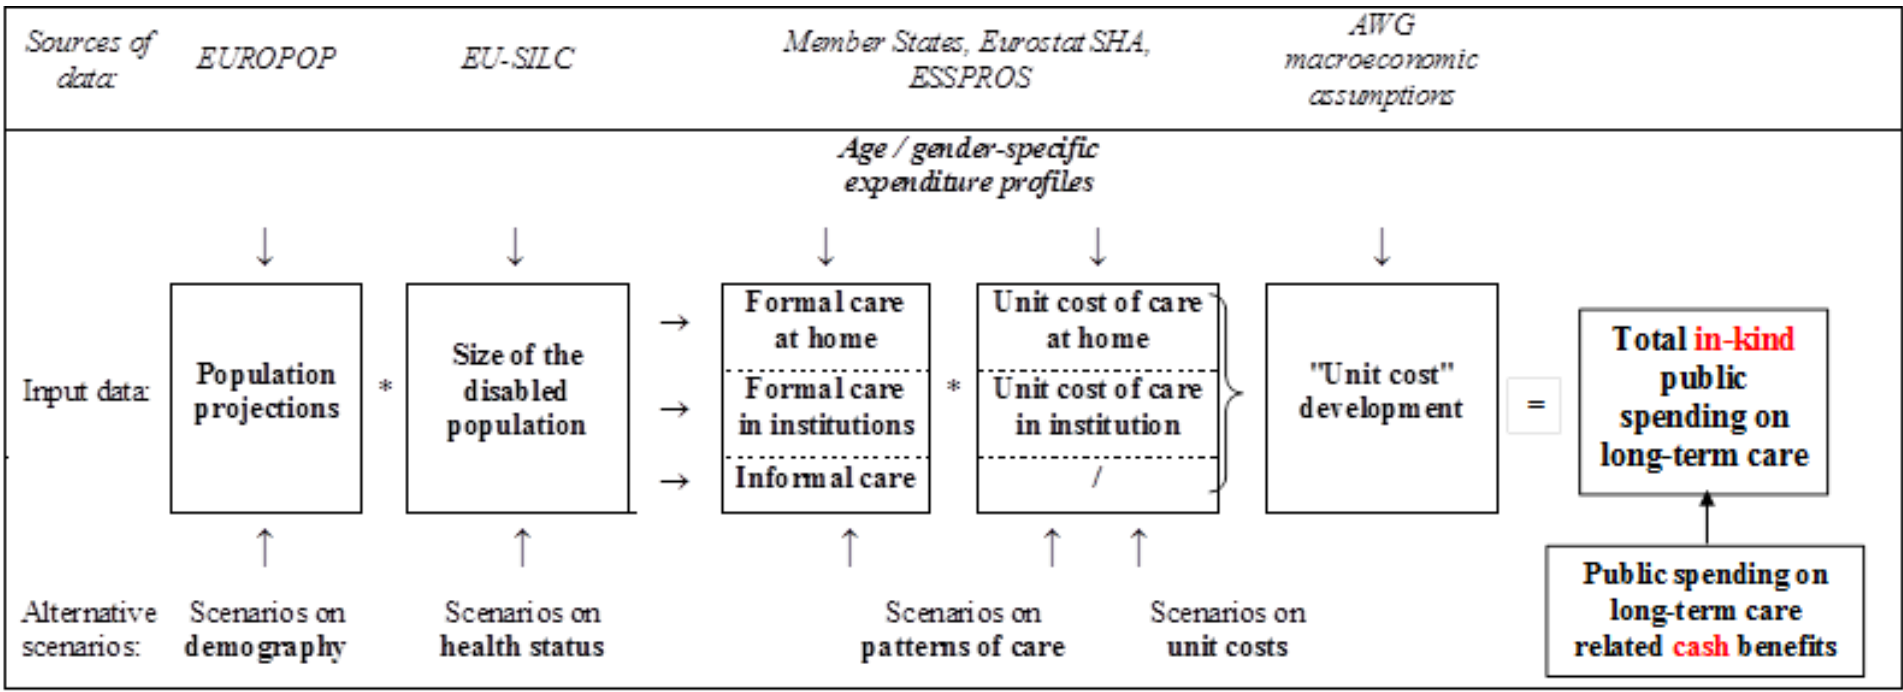 Sources of
data:
EUROPOP
EU-SILC
Member States, Eurostat SHA,
ESSPROS
AWG
macroeconomic
assumptions
Age / gender-specific
expenditure profiles
↓ ↓ ↓ ↓ ↓
Input data:
Population
projections
*
Size of the
disabled
population
→
→
→
Formal care
at home
Formal care
in institutions
Informal care
*
Unit cost of care
at home
Unit cost of care
in institution
/
}
"Unit cost"
development
=
Total in-kind
public
spending on
long-term care
↑ ↑ ↑ ↑ ↑
Alternative
scenarios:
Scenarios on
demography
Scenarios on
health status
Scenarios on
patterns of care
Scenarios on
unit costs
Public spending on
long-term care
related cash benefits